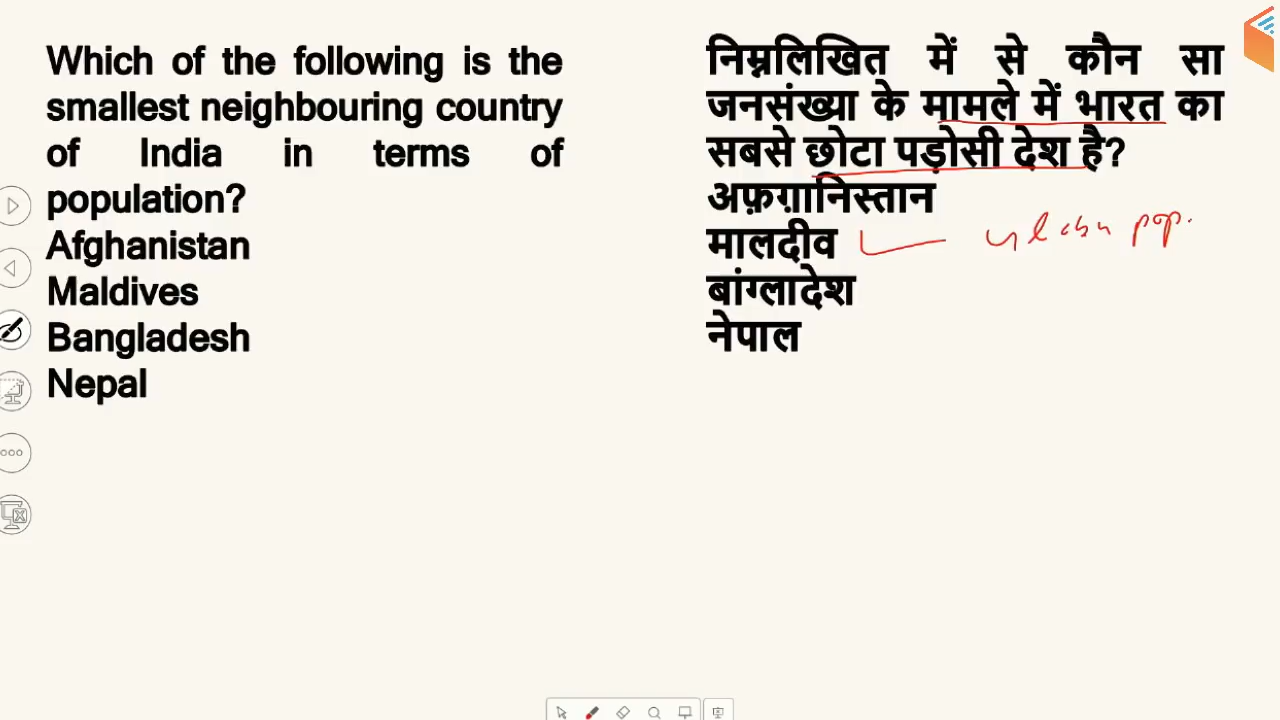 Which of the following is the
smallest neighbouring country
of India in terms of
population?
Afghanistan
Maldives
Bangladesh
Nepal
निम्नलिखित में से कौन सा
जनसंख्या के मामले में भारत का
सबसे छोटा पड़ोसी देश है?
अफ़ग़ानिस्तान
मालदीव
pop.
बांग्लादेश
नेपाल